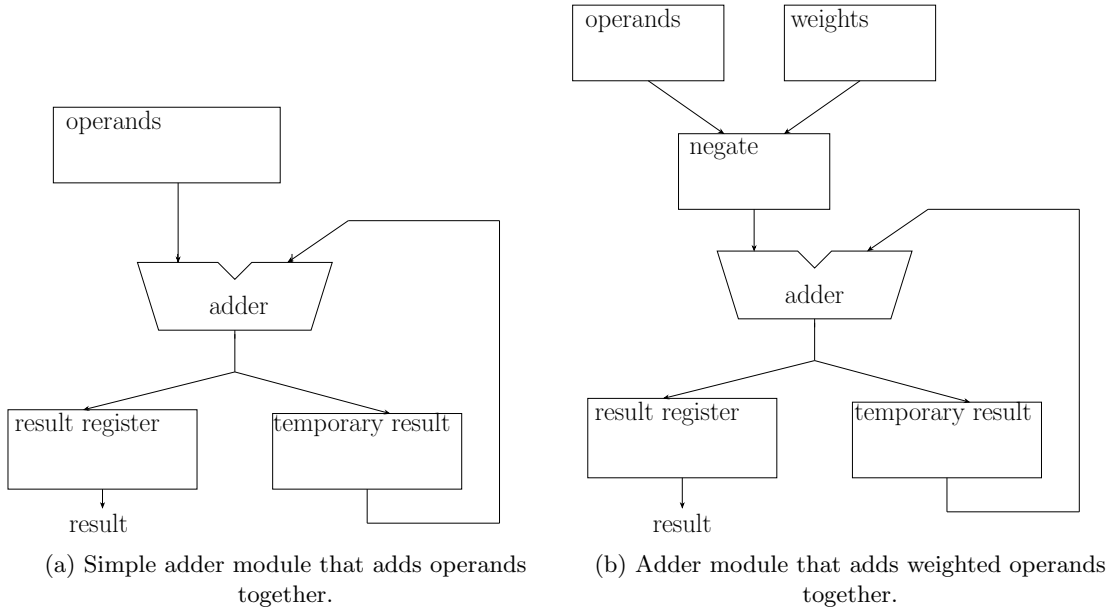 operands
adder
result register
temporary result
result
(a) Simple adder module that adds operands
together.
operands
weights
negate
adder
result register
temporary result
result
(b) Adder module that adds weighted operands
together.